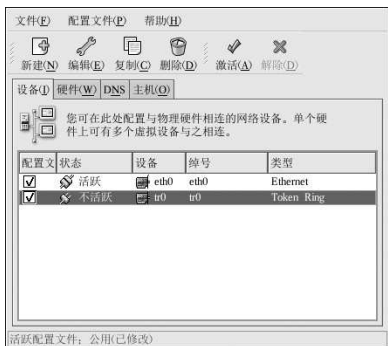 文件(F) 配置文件(P) 帮助(H)
新建(N) 编辑(E) 复制(C) 删除(D) 激活(A) 解除(D)
设备(I) 硬件(W) DNS 主机(O)
您可在此处配置与物理硬件相连的网络设备。单个硬
件上可有多个虚拟设备与之相连。
配置文 状态 设备 绰号 类型
活跃 eth0 eth0 Ethernet
不活跃 tr0 tr0 Token Ring
活跃配置文件：公用(已修改)